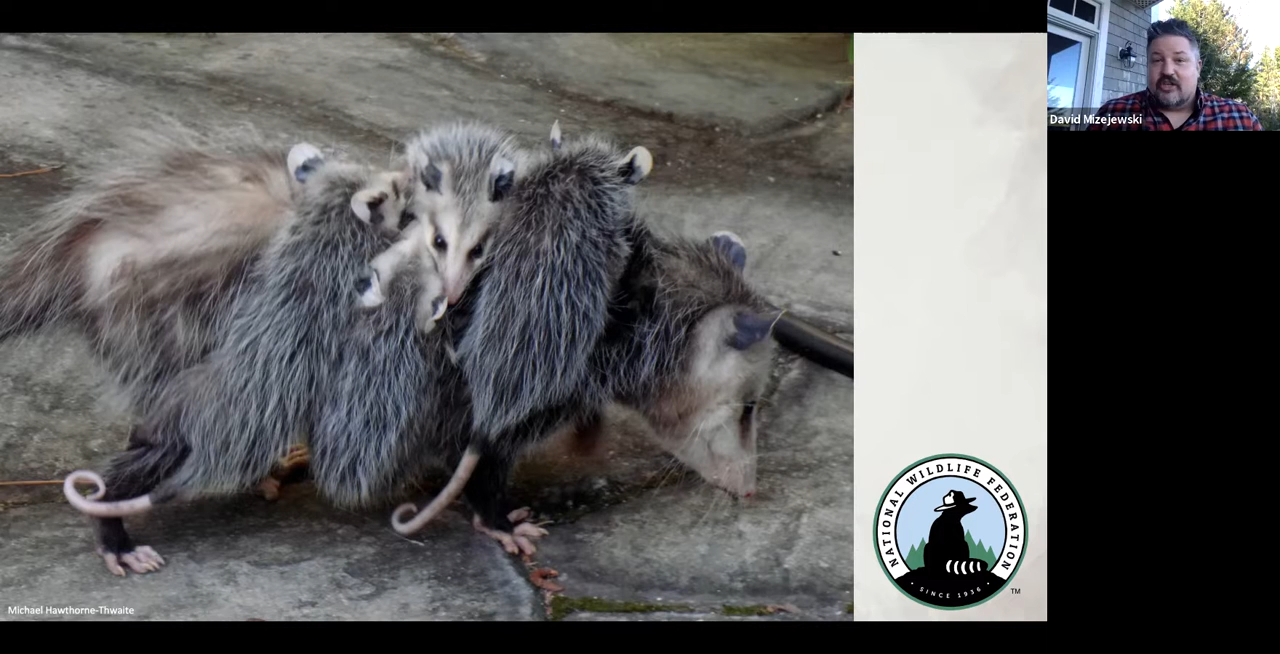 David Mizejewski
NATIONAL WILDLIFE FEDERATION
• SINCE 1936 •
TM
Michael Hawthorne-Thwaite